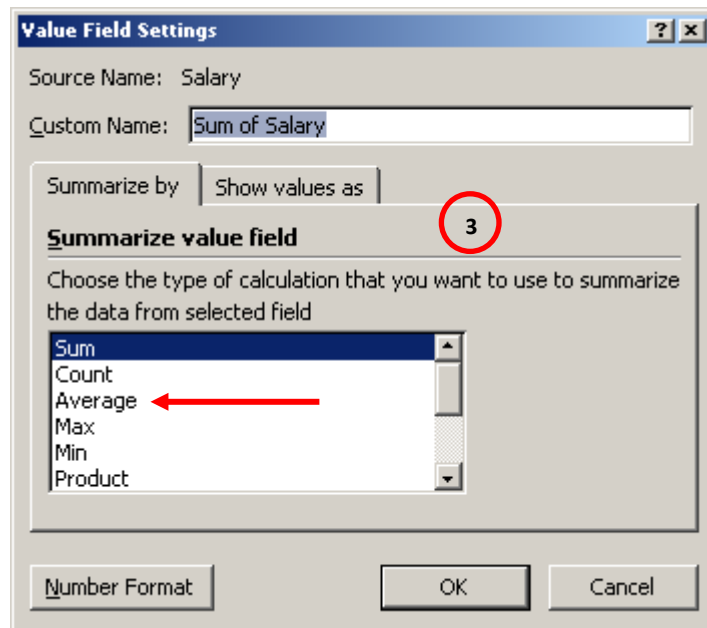 Value Field Settings
Source Name: Salary
Custom Name: Sum of Salary
Summarize by Show values as
3
Summarize value field
Choose the type of calculation that you want to use to summarize
the data from selected field
Sum
Count
Average
Max
Min
Product
Number Format OK Cancel